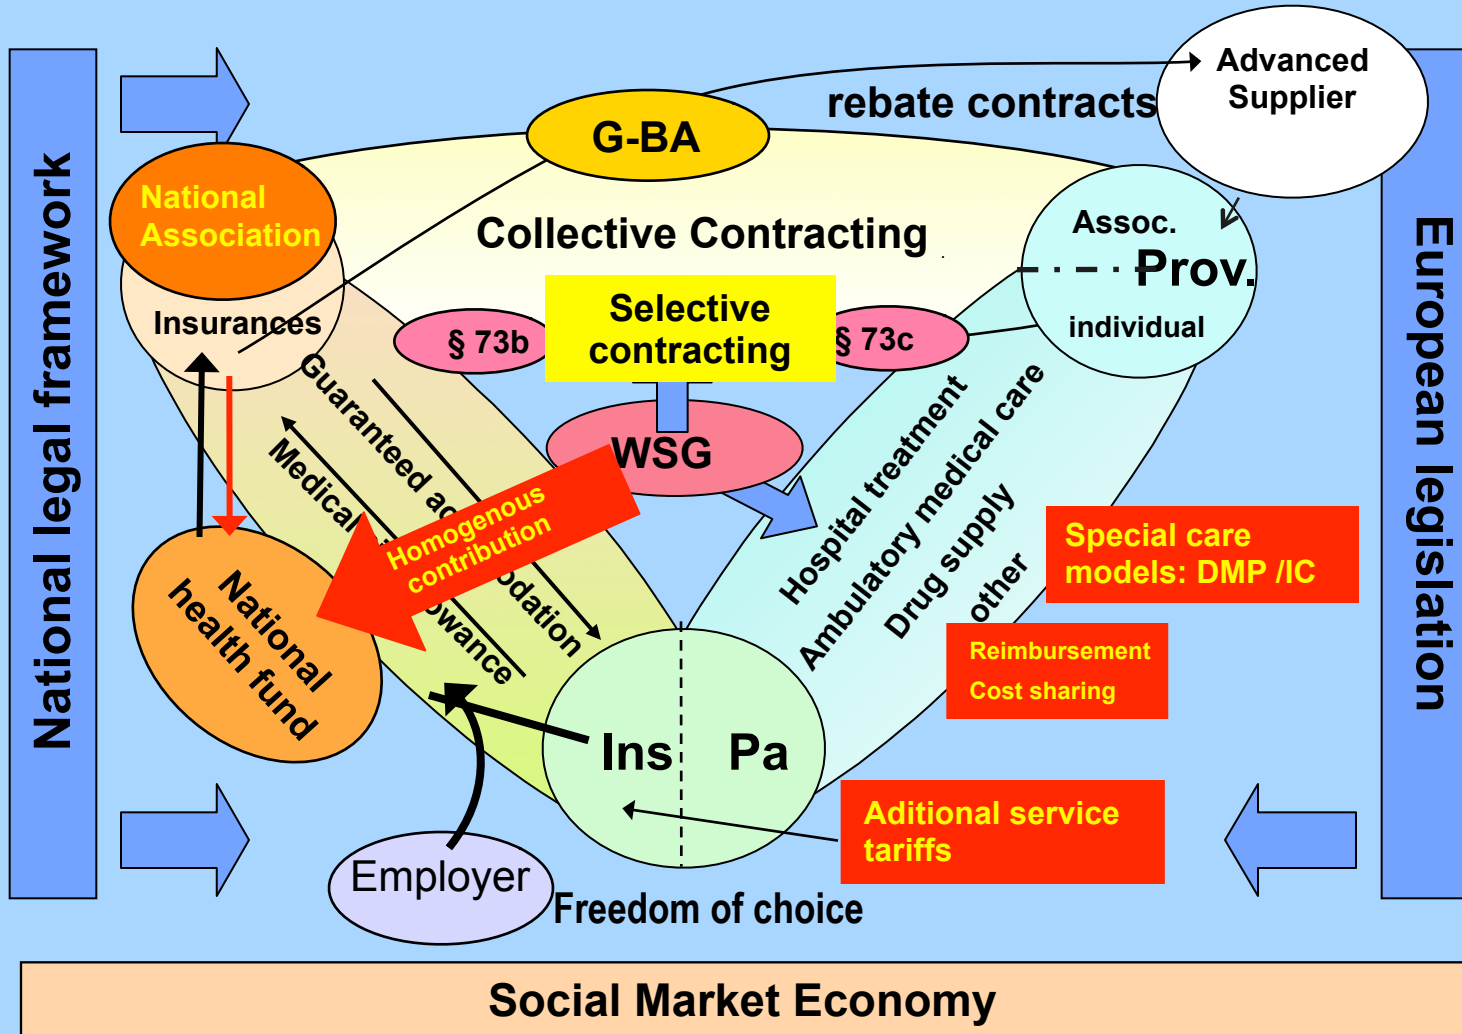 National legal framework
Advanced
Supplier
rebate contracts
G-BA
National
Association
Insurances
Collective Contracting
Assoc.
Prov.
individual
Selective
contracting
§ 73b
§ 73c
WSG
Guaranteed ac
odation
Medical
owance
Homogenous
contribution
National
health fund
Hospital treatment
Ambulatory medical care
Drug supply
other
Special care
models: DMP /IC
Reimbursement
Cost sharing
Ins
Pa
Aditional service
tariffs
Employer
Freedom of choice
European legislation
Social Market Economy